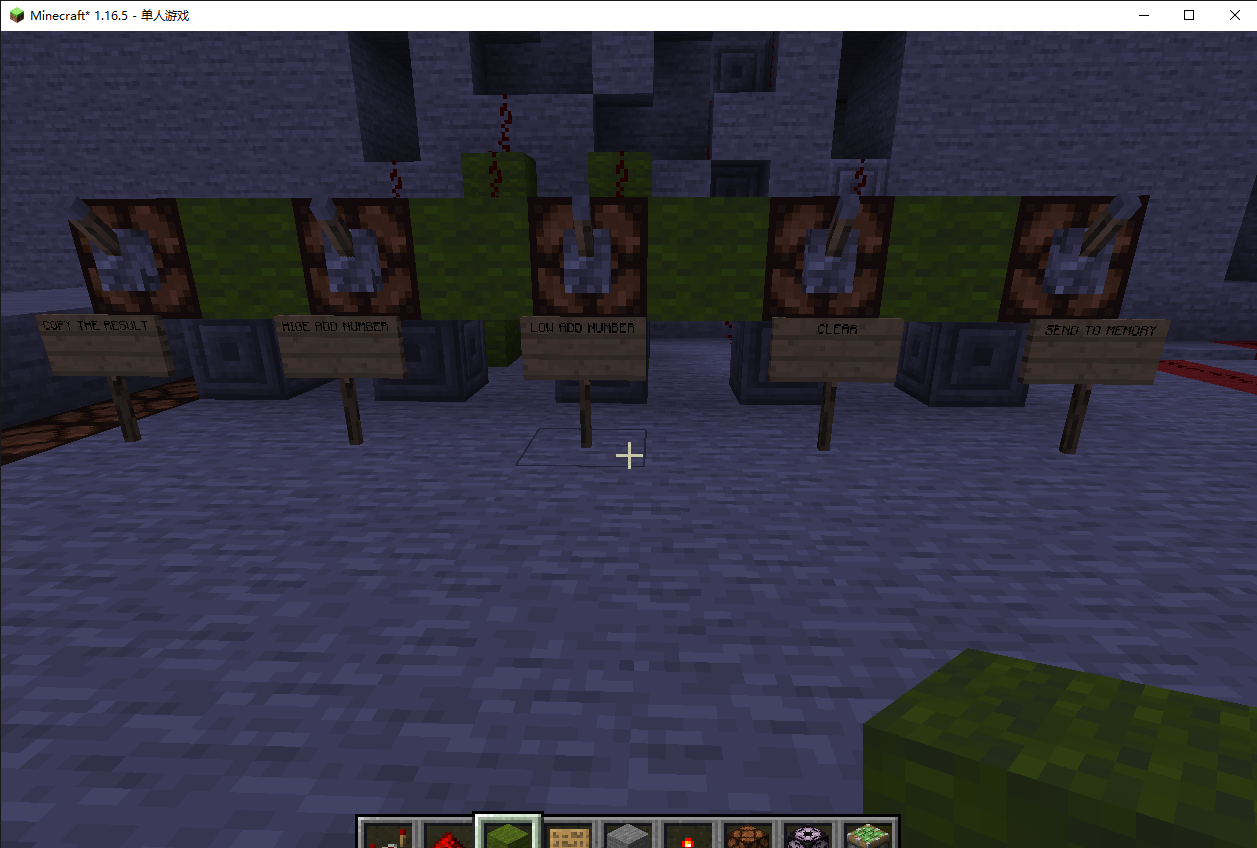 Minecraft* 1.16.5 - 单人游戏
COPY THE RESULT
HIGE ADD NUMBER
LOW ADD NUMBER
CLEAR
SEND TO MEMORY